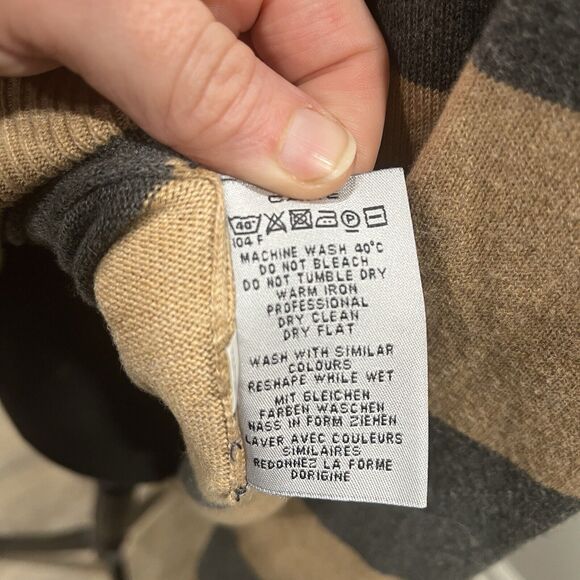 40°
104 F
P
MACHINE WASH 40°C
DO NOT BLEACH
DO NOT TUMBLE DRY
WARM IRON
PROFESSIONAL
DRY CLEAN
DRY FLAT
WASH WITH SIMILAR
COLOURS
RESHAPE WHILE WET
MIT GLEICHEN
FARBEN WASCHEN
NASS IN FORM ZIEHEN
LAVER AVEC COULEURS
SIMILAIRES
REDONNEZ LA FORME
DORIGINE